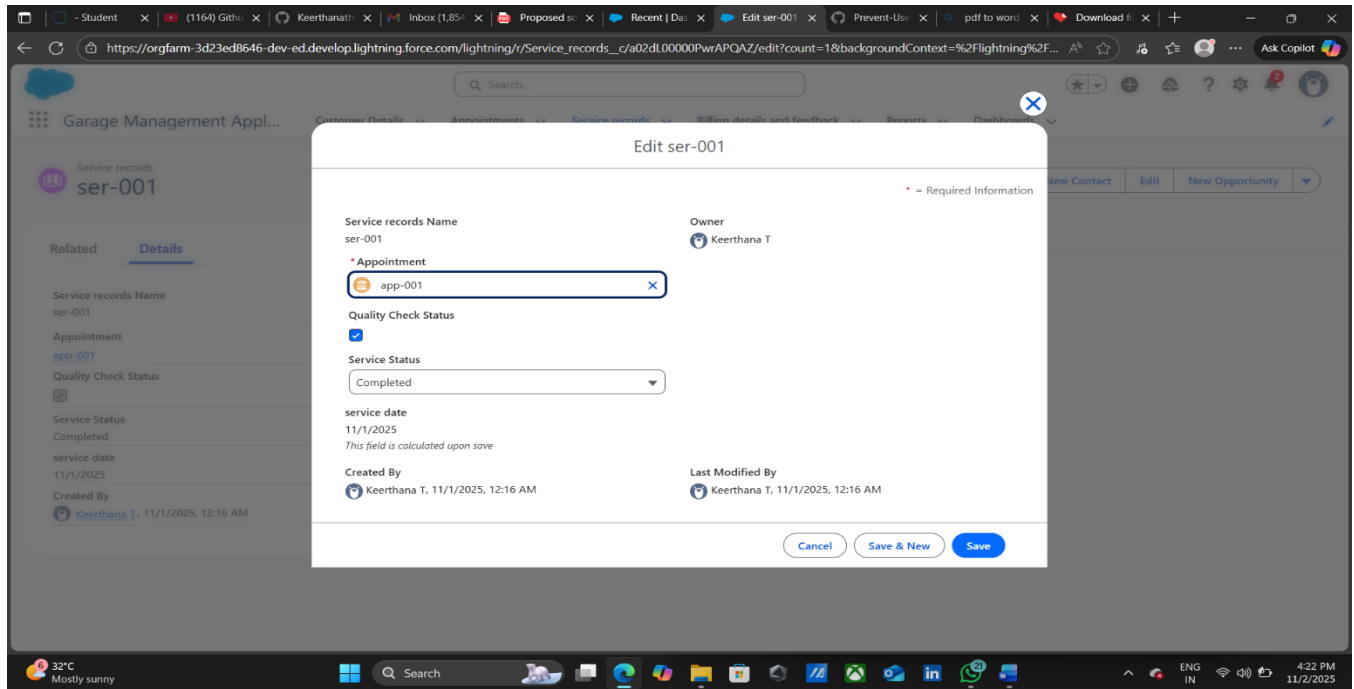 - Student
(1164) Githu
Keerthanath
Inbox (1,854
Proposed so
Recent | Das
Edit ser-001
Prevent-Use
pdf to word
Download fi
https://orgfarm-3d23ed8646-dev-ed.develop.lightning.force.com/lightning/r/Service_records__c/a02dL00000PwrAPQAZ/edit?count=1&backgroundContext=%2Flightning%2F...
Ask Copilot
Search...
2
Garage Management Appl...
Customer Details
Appointments
Service records
Billing details and feedback
Reports
Dashboards
Service records
ser-001
New Contact
Edit
New Opportunity
Related
Details
Service records Name
ser-001
Appointment
app-001
Quality Check Status
Service Status
Completed
service date
11/1/2025
Created By
Keerthana T, 11/1/2025, 12:16 AM
Edit ser-001
* = Required Information
Service records Name
ser-001
Owner
Keerthana T
*Appointment
app-001
Quality Check Status
Service Status
Completed
service date
11/1/2025
This field is calculated upon save
Created By
Keerthana T, 11/1/2025, 12:16 AM
Last Modified By
Keerthana T, 11/1/2025, 12:16 AM
Cancel
Save & New
Save
6
32°C
Mostly sunny
Search
21
ENG
IN
4:22 PM
11/2/2025